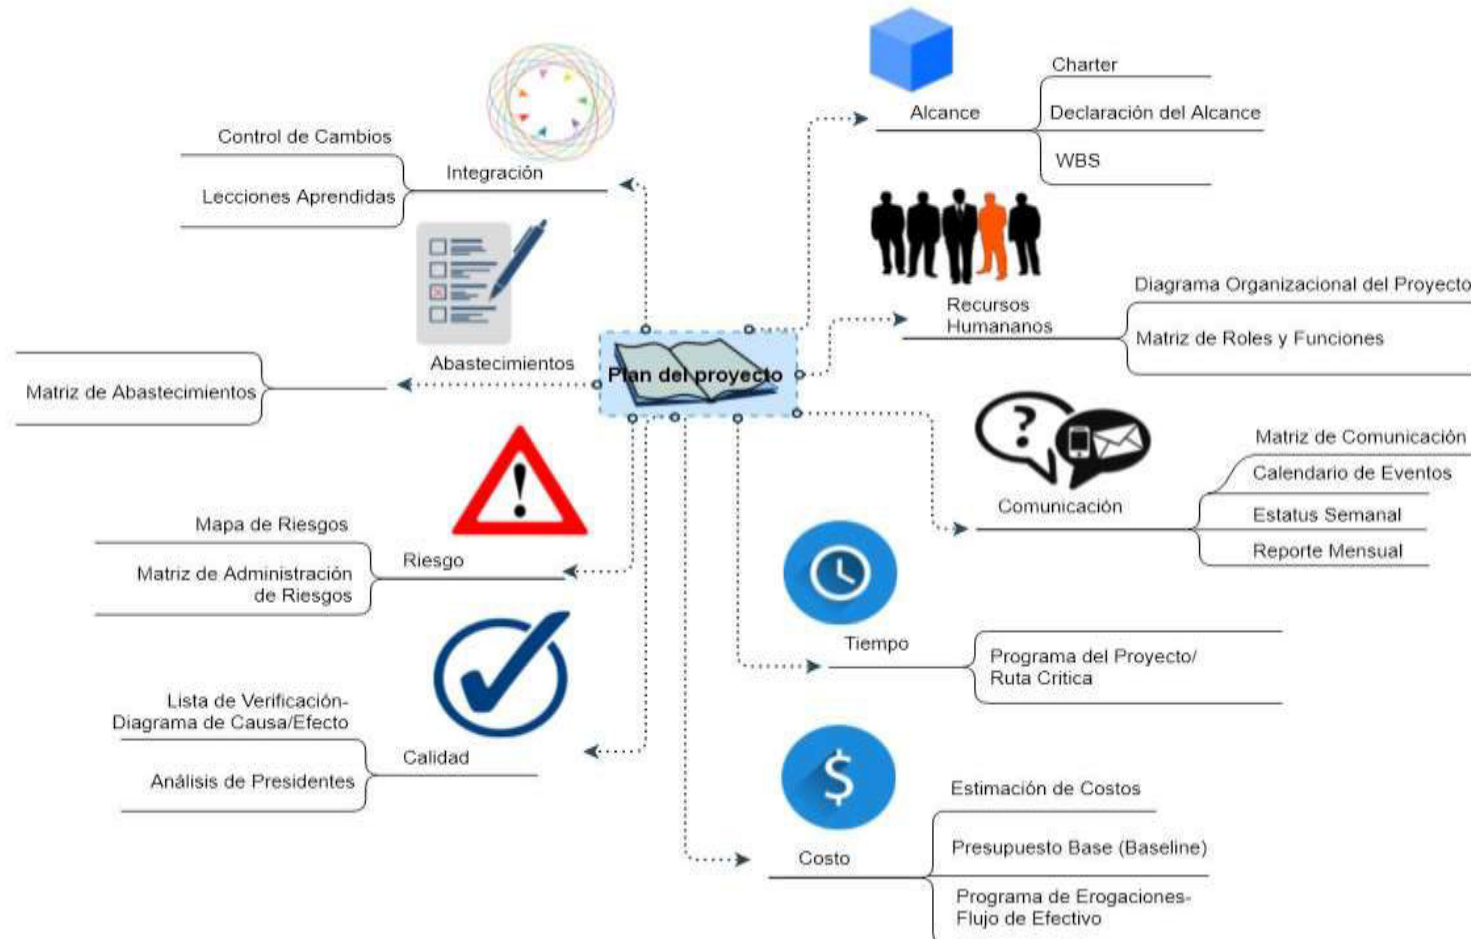 Charter
Alcance
Declaración del Alcance
WBS
Control de Cambios
Integración
Lecciones Aprendidas
Recursos
Humananos
Diagrama Organizacional del Proyecto
Matriz de Roles y Funciones
Abastecimientos
Plan del proyecto
Matriz de Abastecimientos
Matriz de Comunicación
Calendario de Eventos
Comunicación
Estatus Semanal
Reporte Mensual
Mapa de Riesgos
Riesgo
Matriz de Administración
de Riesgos
Tiempo
Programa del Proyecto/
Ruta Critica
Lista de Verificación-
Diagrama de Causa/Efecto
Calidad
Análisis de Presidentes
Estimación de Costos
Costo
Presupuesto Base (Baseline)
Programa de Erogaciones-
Flujo de Efectivo